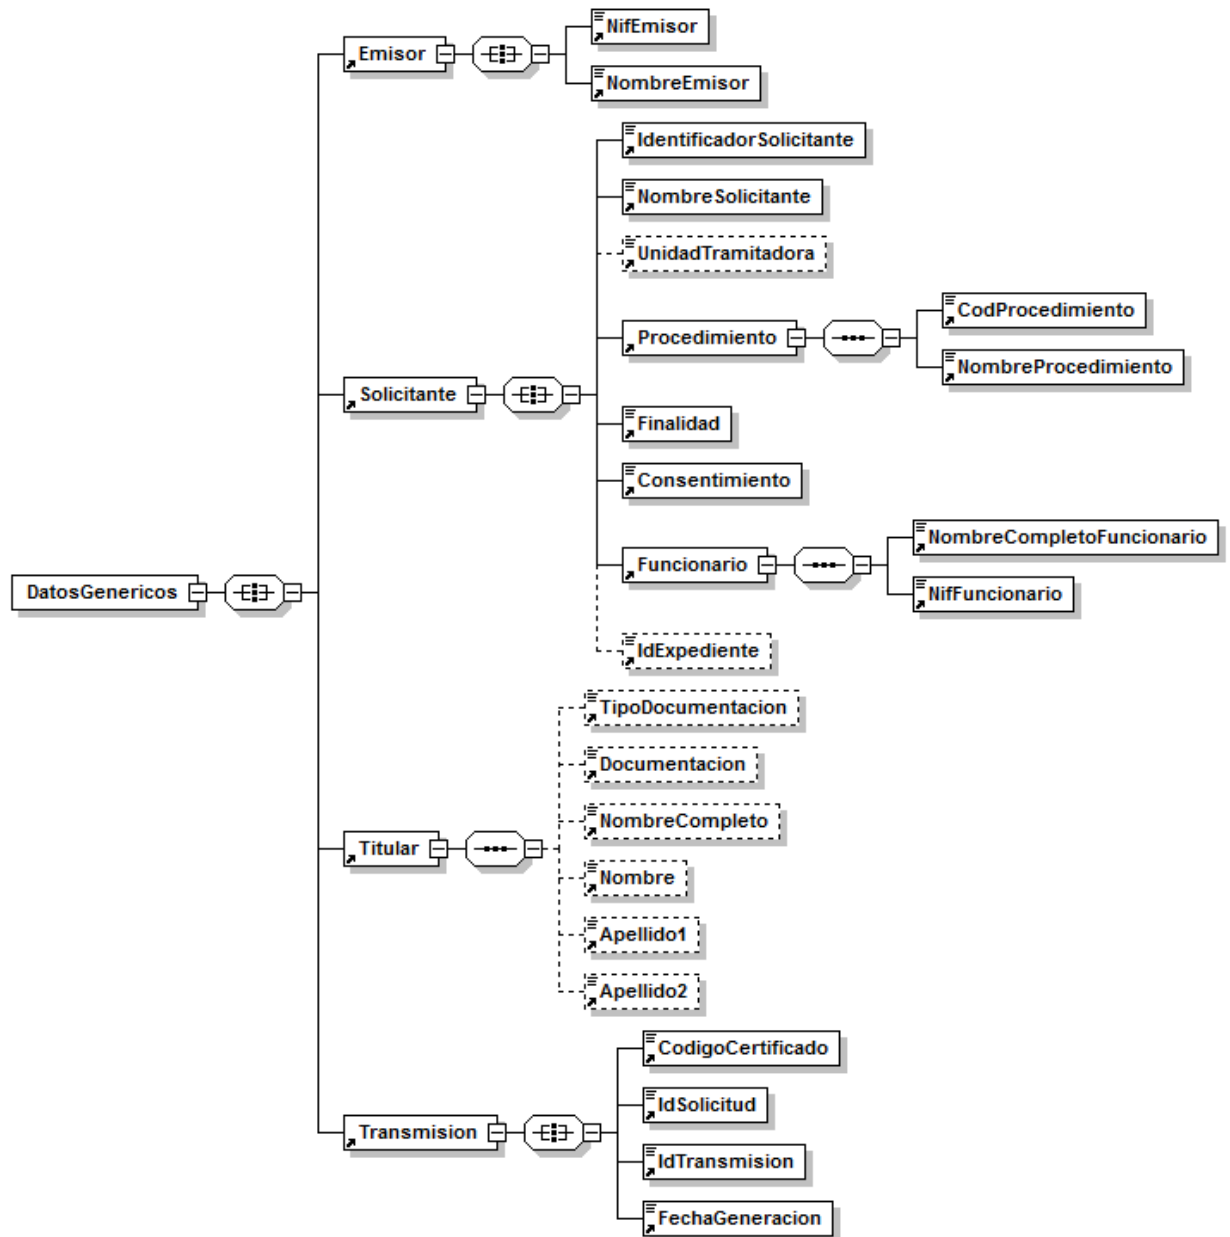 DatosGenericos
Emisor
NifEmisor
NombreEmisor
Solicitante
IdentificadorSolicitante
NombreSolicitante
UnidadTramitadora
Procedimiento
CodProcedimiento
NombreProcedimiento
Finalidad
Consentimiento
Funcionario
NombreCompletoFuncionario
NifFuncionario
IdExpediente
Titular
TipoDocumentacion
Documentacion
NombreCompleto
Nombre
Apellido1
Apellido2
Transmision
CodigoCertificado
IdSolicitud
IdTransmision
FechaGeneracion